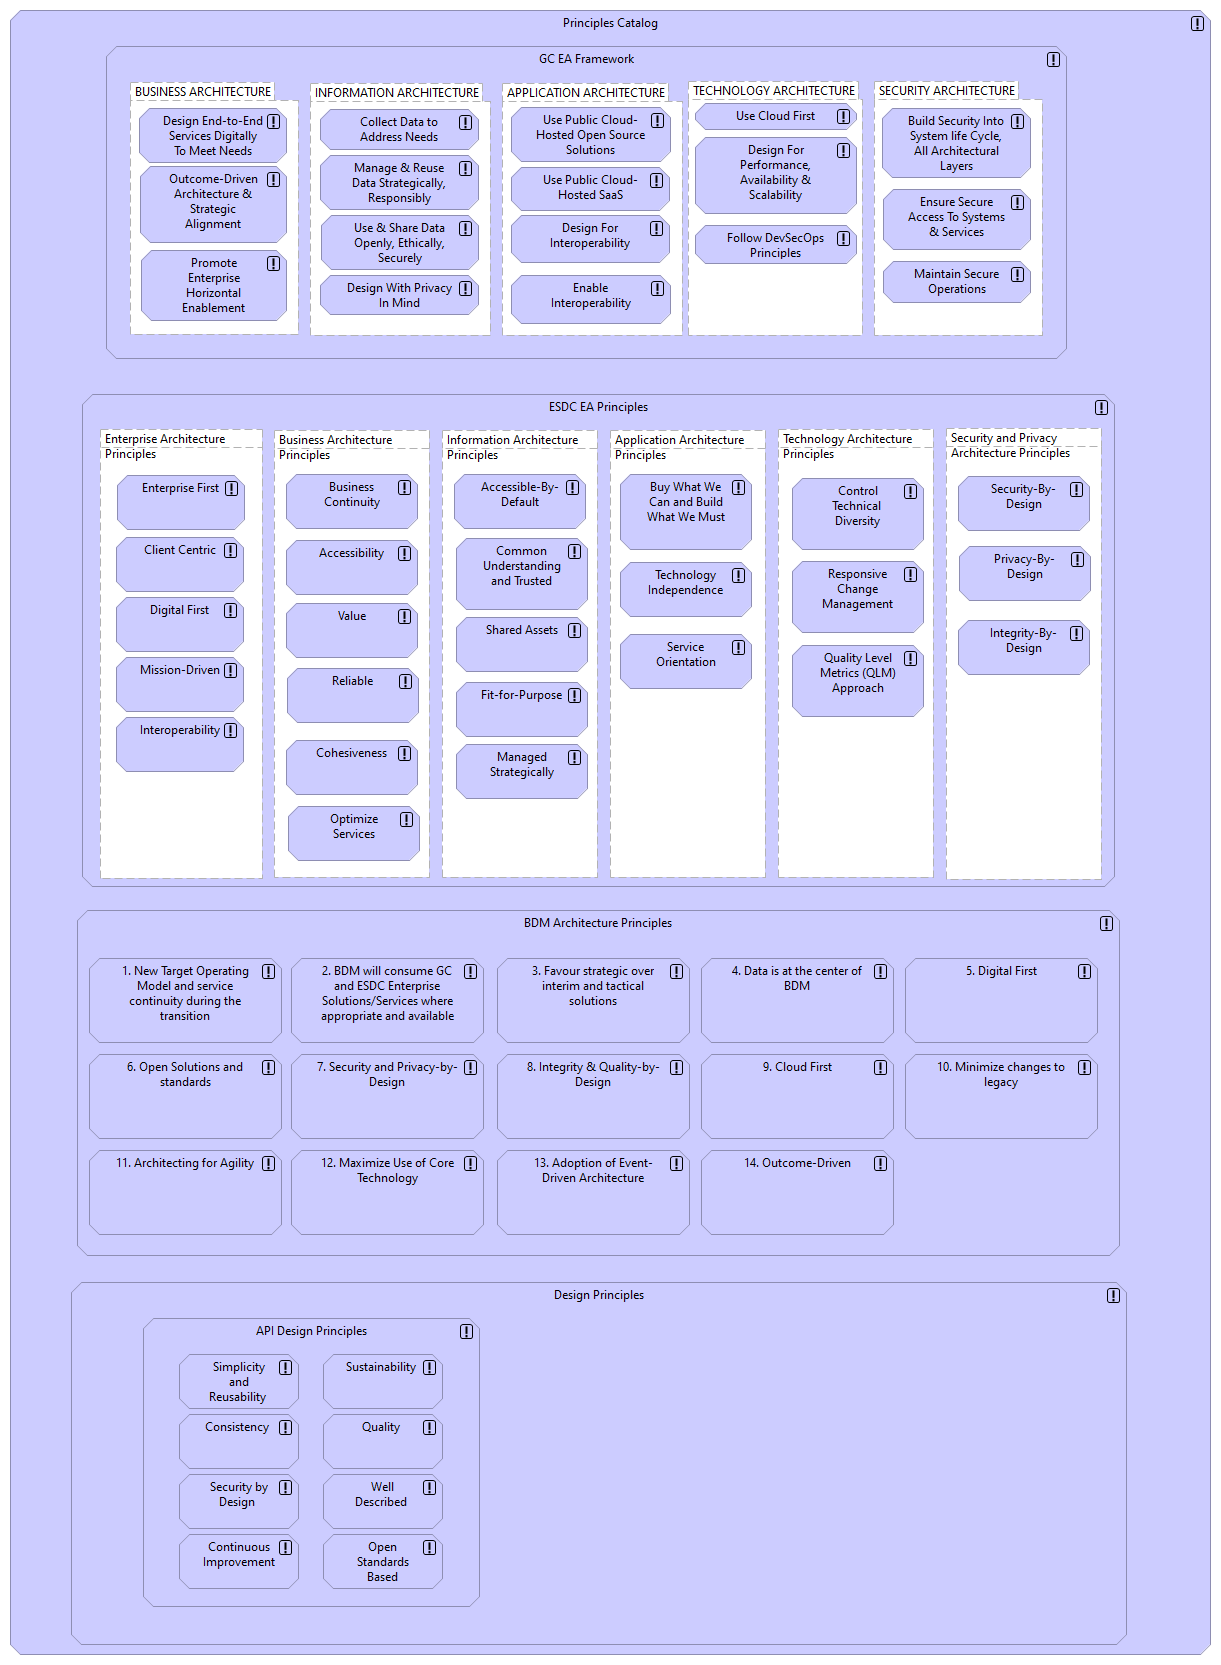 Principles Catalog
GC EA Framework
BUSINESS ARCHITECTURE
Design End-to-End
Services Digitally
To Meet Needs
Outcome-Driven
Architecture &
Strategic
Alignment
Promote
Enterprise
Horizontal
Enablement
INFORMATION ARCHITECTURE
Collect Data to
Address Needs
Manage & Reuse
Data Strategically,
Responsibly
Use & Share Data
Openly, Ethically,
Securely
Design With Privacy
In Mind
APPLICATION ARCHITECTURE
Use Public Cloud-
Hosted Open Source
Solutions
Use Public Cloud-
Hosted SaaS
Design For
Interoperability
Enable
Interoperability
TECHNOLOGY ARCHITECTURE
Use Cloud First
Design For
Performance,
Availability &
Scalability
Follow DevSecOps
Principles
SECURITY ARCHITECTURE
Build Security Into
System life Cycle,
All Architectural
Layers
Ensure Secure
Access To Systems
& Services
Maintain Secure
Operations
ESDC EA Principles
Enterprise Architecture
Principles
Enterprise First
Client Centric
Digital First
Mission-Driven
Interoperability
Business Architecture
Principles
Business
Continuity
Accessibility
Value
Reliable
Cohesiveness
Optimize
Services
Information Architecture
Principles
Accessible-By-
Default
Common
Understanding
and Trusted
Shared Assets
Fit-for-Purpose
Managed
Strategically
Application Architecture
Principles
Buy What We
Can and Build
What We Must
Technology
Independence
Service
Orientation
Technology Architecture
Principles
Control
Technical
Diversity
Responsive
Change
Management
Quality Level
Metrics (QLM)
Approach
Security and Privacy
Architecture Principles
Security-By-
Design
Privacy-By-
Design
Integrity-By-
Design
BDM Architecture Principles
1. New Target Operating
Model and service
continuity during the
transition
2. BDM will consume GC
and ESDC Enterprise
Solutions/Services where
appropriate and available
3. Favour strategic over
interim and tactical
solutions
4. Data is at the center of
BDM
5. Digital First
6. Open Solutions and
standards
7. Security and Privacy-by-
Design
8. Integrity & Quality-by-
Design
9. Cloud First
10. Minimize changes to
legacy
11. Architecting for Agility
12. Maximize Use of Core
Technology
13. Adoption of Event-
Driven Architecture
14. Outcome-Driven
Design Principles
API Design Principles
Simplicity
and
Reusability
Sustainability
Consistency
Quality
Security by
Design
Well
Described
Continuous
Improvement
Open
Standards
Based